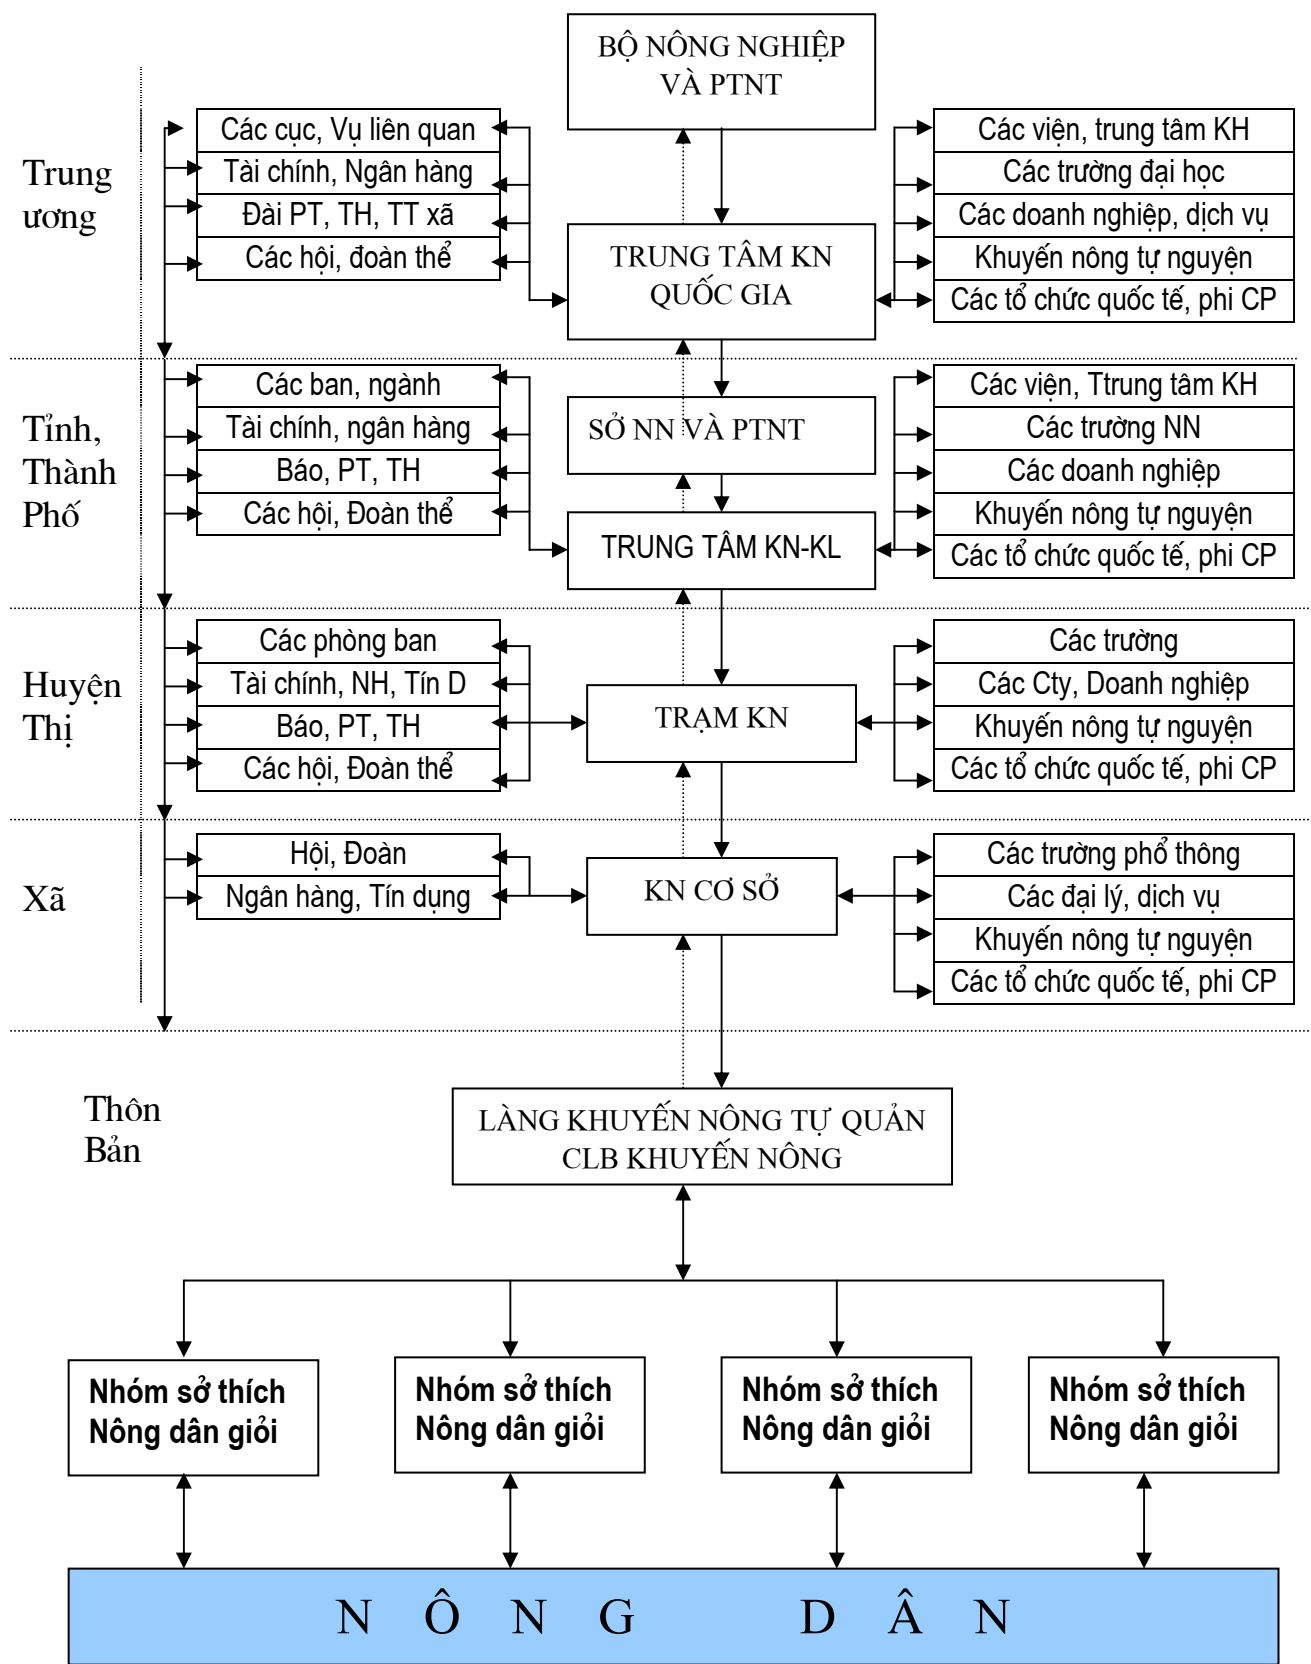 BỘ NÔNG NGHIỆP
VÀ PTNT
Trung
ương
Các cục, Vụ liên quan
Tài chính, Ngân hàng
Đài PT, TH, TT xã
Các hội, đoàn thể
TRUNG TÂM KN
QUỐC GIA
Các viện, trung tâm KH
Các trường đại học
Các doanh nghiệp, dịch vụ
Khuyến nông tự nguyện
Các tổ chức quốc tế, phi CP
Tỉnh,
Thành
Phố
Các ban, ngành
Tài chính, ngân hàng
Báo, PT, TH
Các hội, Đoàn thể
SỞ NN VÀ PTNT
TRUNG TÂM KN-KL
Các viện, Ttrung tâm KH
Các trường NN
Các doanh nghiệp
Khuyến nông tự nguyện
Các tổ chức quốc tế, phi CP
Huyện
Thị
Các phòng ban
Tài chính, NH, Tín D
Báo, PT, TH
Các hội, Đoàn thể
TRẠM KN
Các trường
Các Cty, Doanh nghiệp
Khuyến nông tự nguyện
Các tổ chức quốc tế, phi CP
Xã
Hội, Đoàn
Ngân hàng, Tín dụng
KN CƠ SỞ
Các trường phổ thông
Các đại lý, dịch vụ
Khuyến nông tự nguyện
Các tổ chức quốc tế, phi CP
Thôn
Bản
LÀNG KHUYẾN NÔNG TỰ QUẢN
CLB KHUYẾN NÔNG
Nhóm sở thích
Nông dân giỏi
Nhóm sở thích
Nông dân giỏi
Nhóm sở thích
Nông dân giỏi
Nhóm sở thích
Nông dân giỏi
N Ô N G D Â N